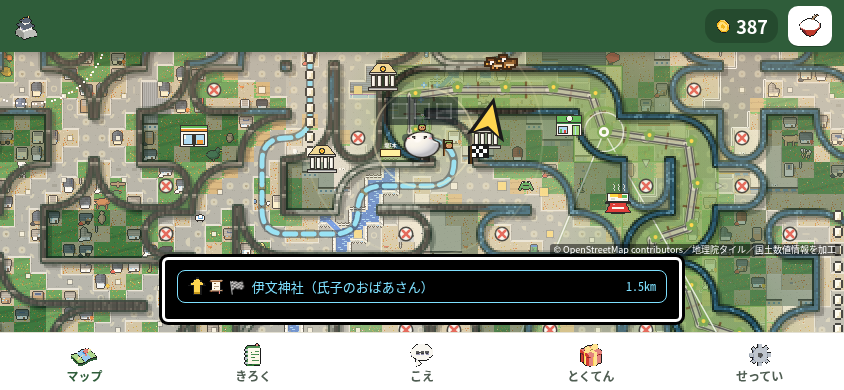 387
© OpenStreetMap contributors／地理院タイル／国土数値情報を加工
伊文神社（氏子のおばあさん） 1.5km
マップ きろく こえ とくてん せってい